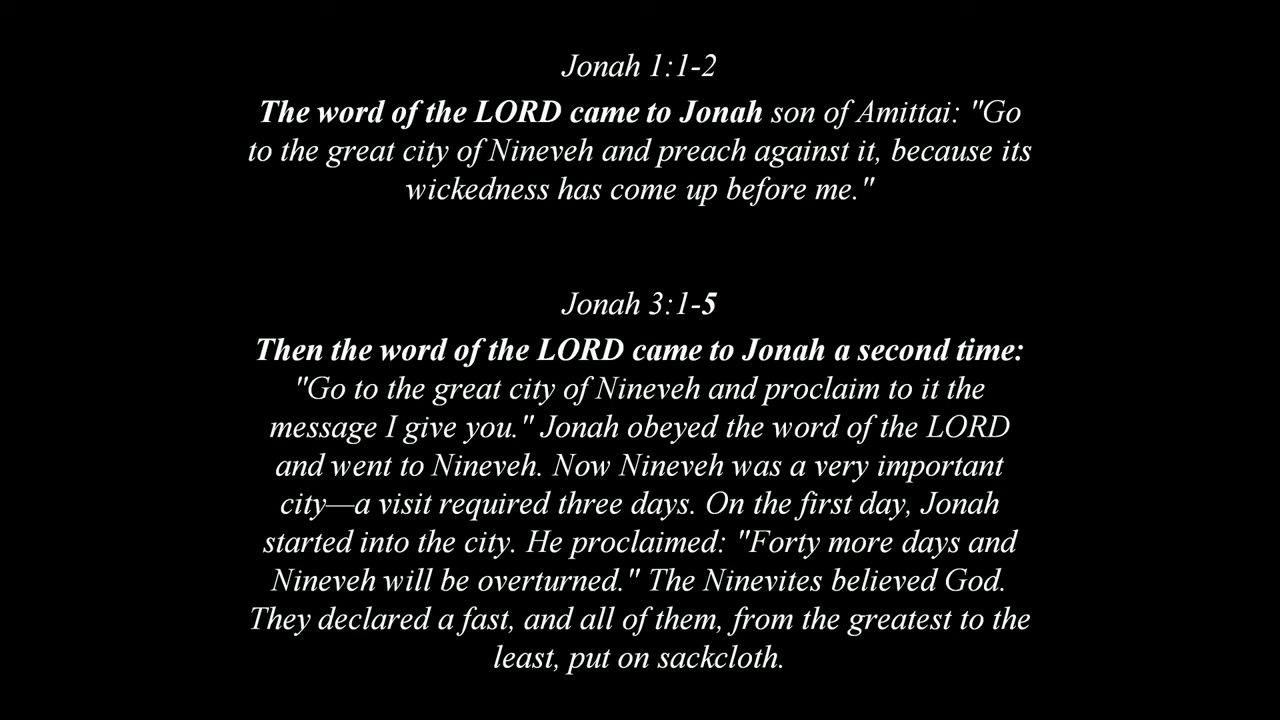 Jonah 1:1-2
The word of the LORD came to Jonah son of Amittai: "Go
to the great city of Nineveh and preach against it, because its
wickedness has come up before me."
Jonah 3:1-5
Then the word of the LORD came to Jonah a second time:
"Go to the great city of Nineveh and proclaim to it the
message I give you." Jonah obeyed the word of the LORD
and went to Nineveh. Now Nineveh was a very important
city—a visit required three days. On the first day, Jonah
started into the city. He proclaimed: "Forty more days and
Nineveh will be overturned." The Ninevites believed God.
They declared a fast, and all of them, from the greatest to the
least, put on sackcloth.